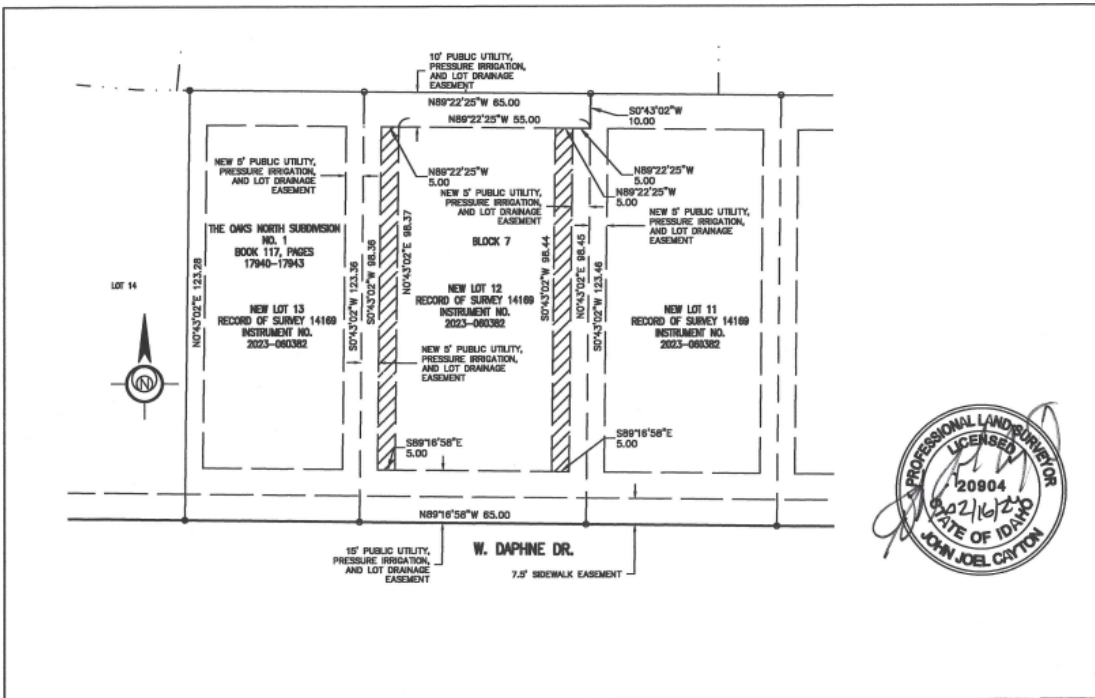 10' PUBLIC UTILITY,
PRESSURE IRRIGATION,
AND LOT DRAINAGE
EASEMENT
N89°22'25"W 65.00
N89°22'25"W 55.00
S0°43'02"W
10.00
NEW 5' PUBLIC UTILITY,
PRESSURE IRRIGATION,
AND LOT DRAINAGE
EASEMENT
N89°22'25"W
5.00
NEW 5' PUBLIC UTILITY,
PRESSURE IRRIGATION,
AND LOT DRAINAGE
EASEMENT
N89°22'25"W
5.00
N89°22'25"W
5.00
NEW 5' PUBLIC UTILITY,
PRESSURE IRRIGATION,
AND LOT DRAINAGE
EASEMENT
THE OAKS NORTH SUBDIVISION
NO. 1
BOOK 117, PAGES
17940-17943
BLOCK 7
LOT 14
N0°43'02"E 123.28
S0°43'02"W 123.36
S0°43'02"W 98.36
N0°43'02"E 98.37
S0°43'02"W 98.44
N0°43'02"E 98.45
S0°43'02"W 123.46
NEW LOT 13
RECORD OF SURVEY 14169
INSTRUMENT NO.
2023-060382
NEW LOT 12
RECORD OF SURVEY 14169
INSTRUMENT NO.
2023-060382
NEW LOT 11
RECORD OF SURVEY 14169
INSTRUMENT NO.
2023-060382
N
NEW 5' PUBLIC UTILITY,
PRESSURE IRRIGATION,
AND LOT DRAINAGE
EASEMENT
S89°16'58"E
5.00
S89°16'58"E
5.00
N89°16'58"W 65.00
15' PUBLIC UTILITY,
PRESSURE IRRIGATION,
AND LOT DRAINAGE
EASEMENT
W. DAPHNE DR.
7.5' SIDEWALK EASEMENT
PROFESSIONAL LAND SURVEYOR
LICENSED
20904
02/16/24
STATE OF IDAHO
JOHN JOEL CAYTON